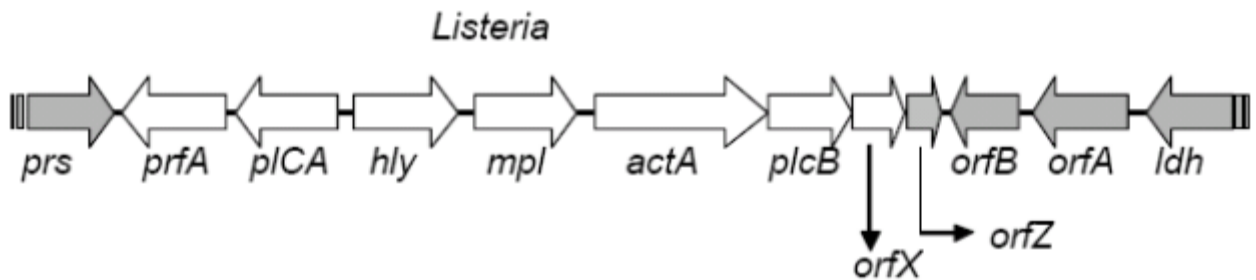 Listeria
prs prfA plCA hly mpl actA plcB orfB orfA ldh
orfZ
orfX